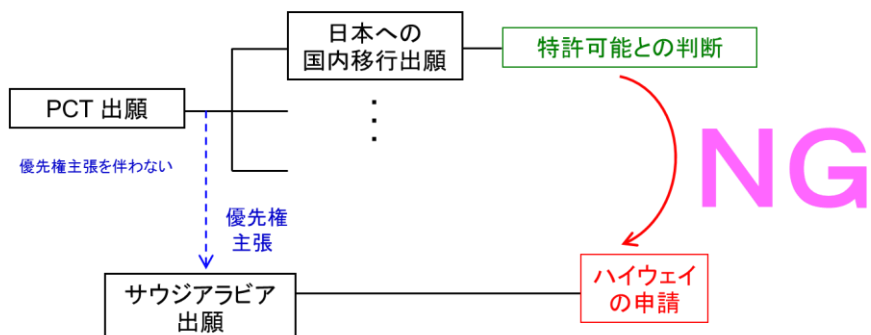 日本への
国内移行出願
特許可能との判断
PCT 出願
優先権主張を伴わない
NG
優先権
主張
サウジアラビア
出願
ハイウェイ
の申請